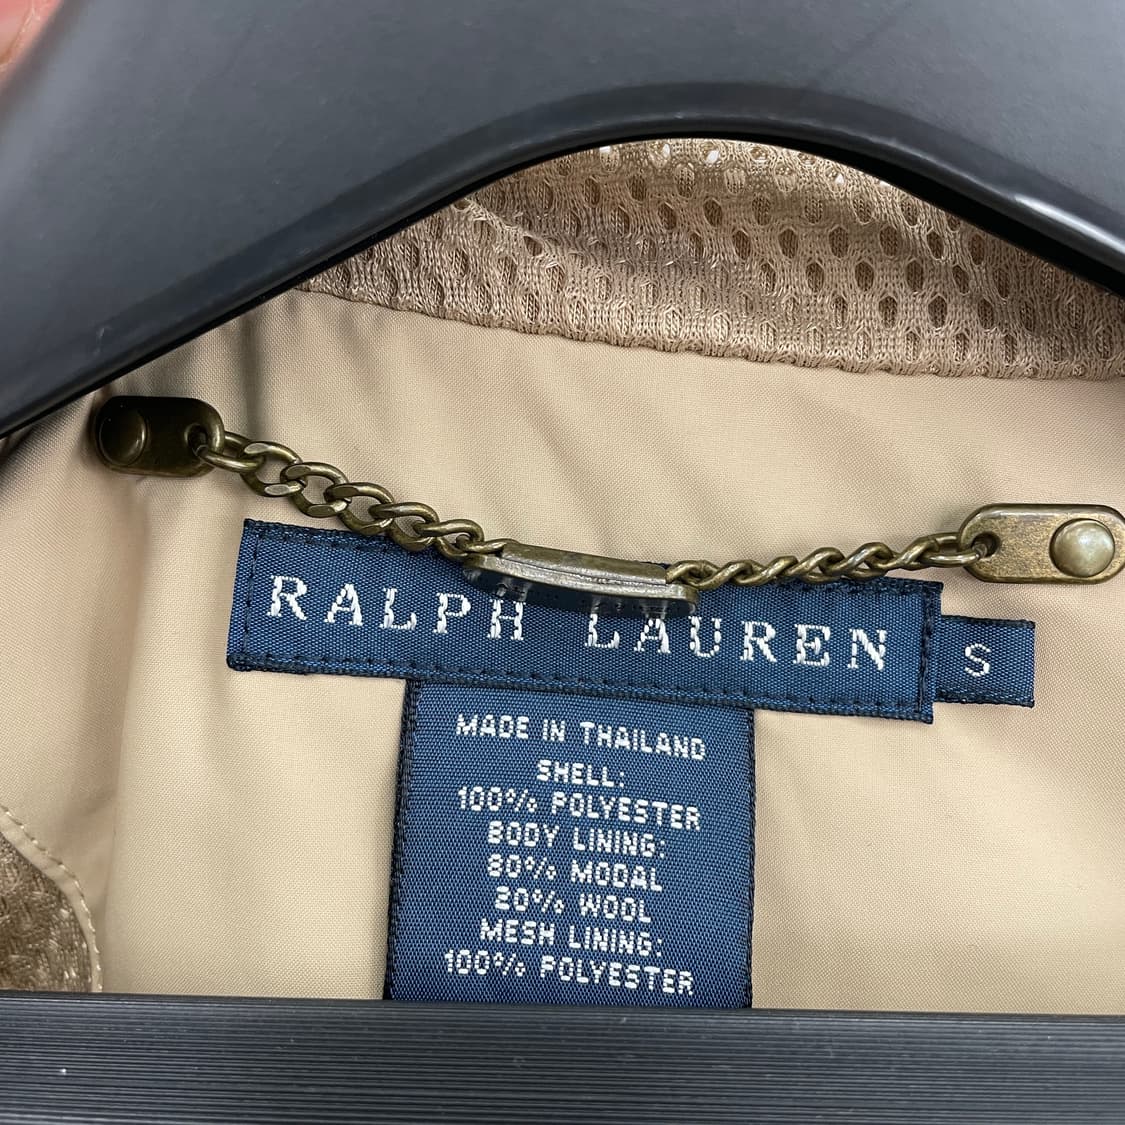 RALPH LAUREN
S
MADE IN THAILAND
SHELL:
100% POLYESTER
BODY LINING:
80% MODAL
20% WOOL
MESH LINING:
100% POLYESTER